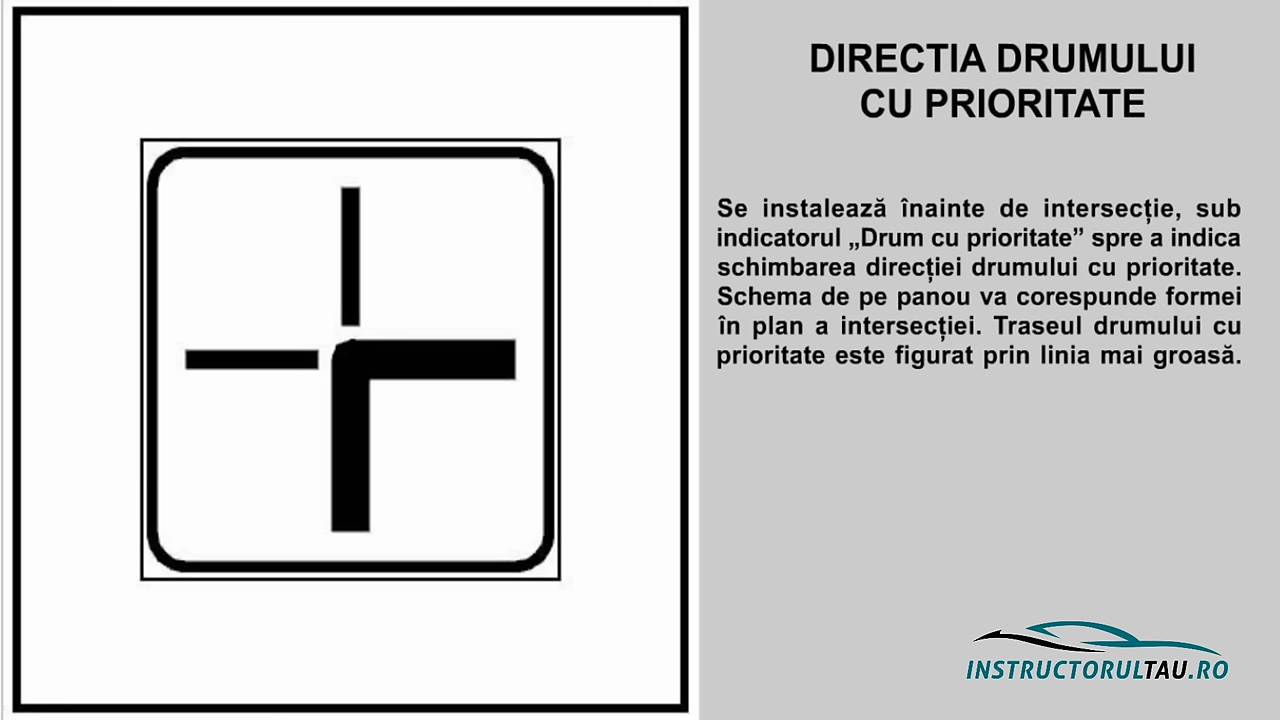 DIRECTIA DRUMULUI
CU PRIORITATE
Se instalează înainte de intersecție, sub
indicatorul „Drum cu prioritate” spre a indica
schimbarea direcției drumului cu prioritate.
Schema de pe panou va corespunde formei
în plan a intersecției. Traseul drumului cu
prioritate este figurat prin linia mai groasă.
INSTRUCTORULTAU.RO